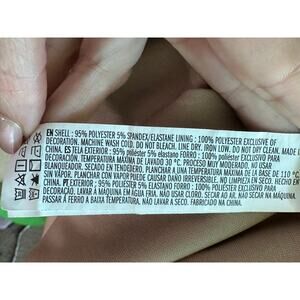 EN SHELL : 95% POLYESTER 5% SPANDEX/ELASTANE LINING : 100% POLYESTER EXCLUSIVE OF
DECORATION. MACHINE WASH COLD. DO NOT BLEACH. LINE DRY. IRON LOW. DO NOT DRY CLEAN. MADE I
CHINA. ES TELA EXTERIOR : 95% poliéster 5% elastano FORRO : 100% poliéster EXCLUSIVO PARA
DECORACIÓN. TEMPERATURA MAXIMA DE LAVADO 30 °C. PROCESO MUY MODERADO. NO USAR
BLANQUEADOR. SECADO EN TENDEDERO. PLANCHAR A UNA TEMPERATURA MAXIMA DE LA BASE DE 110 °C
SIN VAPOR. PLANCHAR CON VAPOR PUEDE CAUSAR DAÑO IRREVERSIBLE. NO LIMPIEZA EN SECO. HECHO EN
CHINA. PT EXTERIOR : 95% POLIÉSTER 5% ELASTANO FORRO : 100% POLIÉSTER EXCLUSIVO PARA
DECORAÇÃO. LAVAR À MÁQUINA EM ÁGUA FRIA. NÃO USAR ALVEJANTE. SECAR AO AR. NÃO SECAR NA MÁQUINA.
PASSAR Á FERRO A BAIXA TEMPERATURA. NÃO LAVAR À SECO. FABRICADO NA CHINA.